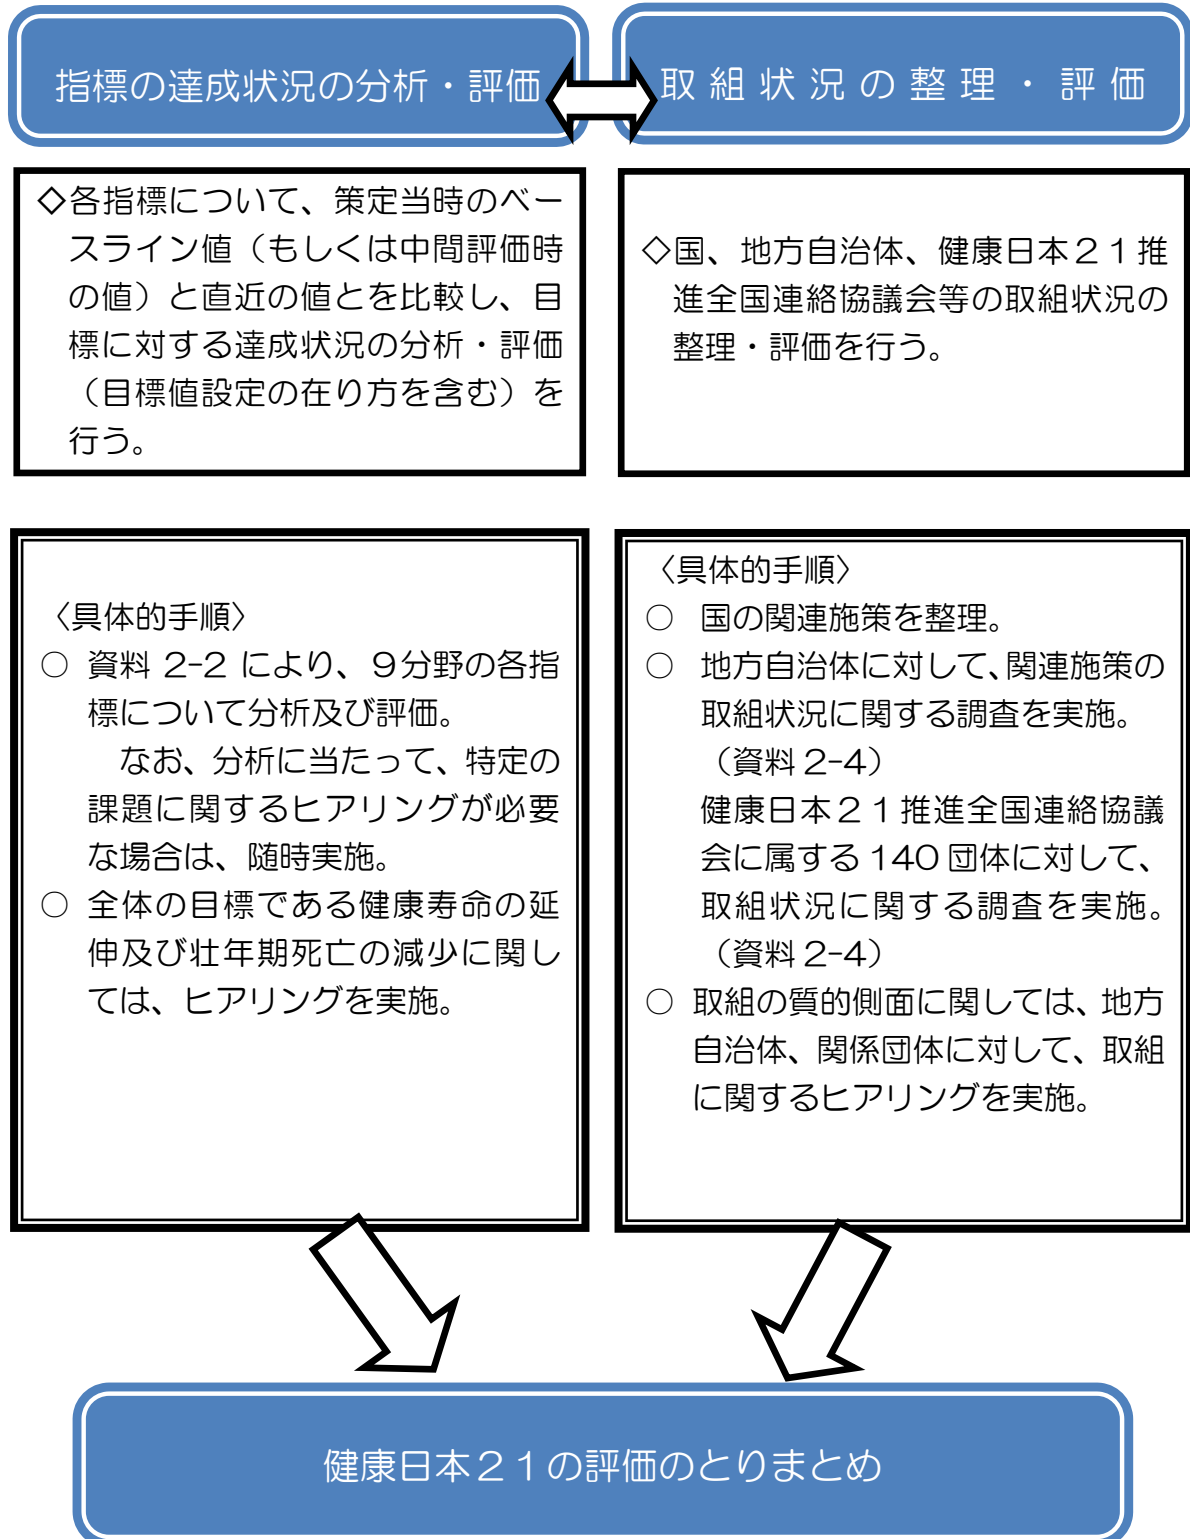 指標の達成状況の分析・評価
取組状況の整理・評価
◇各指標について、策定当時のベー
スライン値（もしくは中間評価時
の値）と直近の値とを比較し、目
標に対する達成状況の分析・評価
（目標値設定の在り方を含む）を
行う。
◇国、地方自治体、健康日本２１推
進全国連絡協議会等の取組状況の
整理・評価を行う。
〈具体的手順〉
○ 資料 2-2 により、９分野の各指
標について分析及び評価。
なお、分析に当たって、特定の
課題に関するヒアリングが必要
な場合は、随時実施。
○ 全体の目標である健康寿命の延
伸及び壮年期死亡の減少に関し
ては、ヒアリングを実施。
〈具体的手順〉
○ 国の関連施策を整理。
○ 地方自治体に対して、関連施策の
取組状況に関する調査を実施。
（資料 2-4）
健康日本２１推進全国連絡協議
会に属する 140 団体に対して、
取組状況に関する調査を実施。
（資料 2-4）
○ 取組の質的側面に関しては、地方
自治体、関係団体に対して、取組
に関するヒアリングを実施。
健康日本２１の評価のとりまとめ